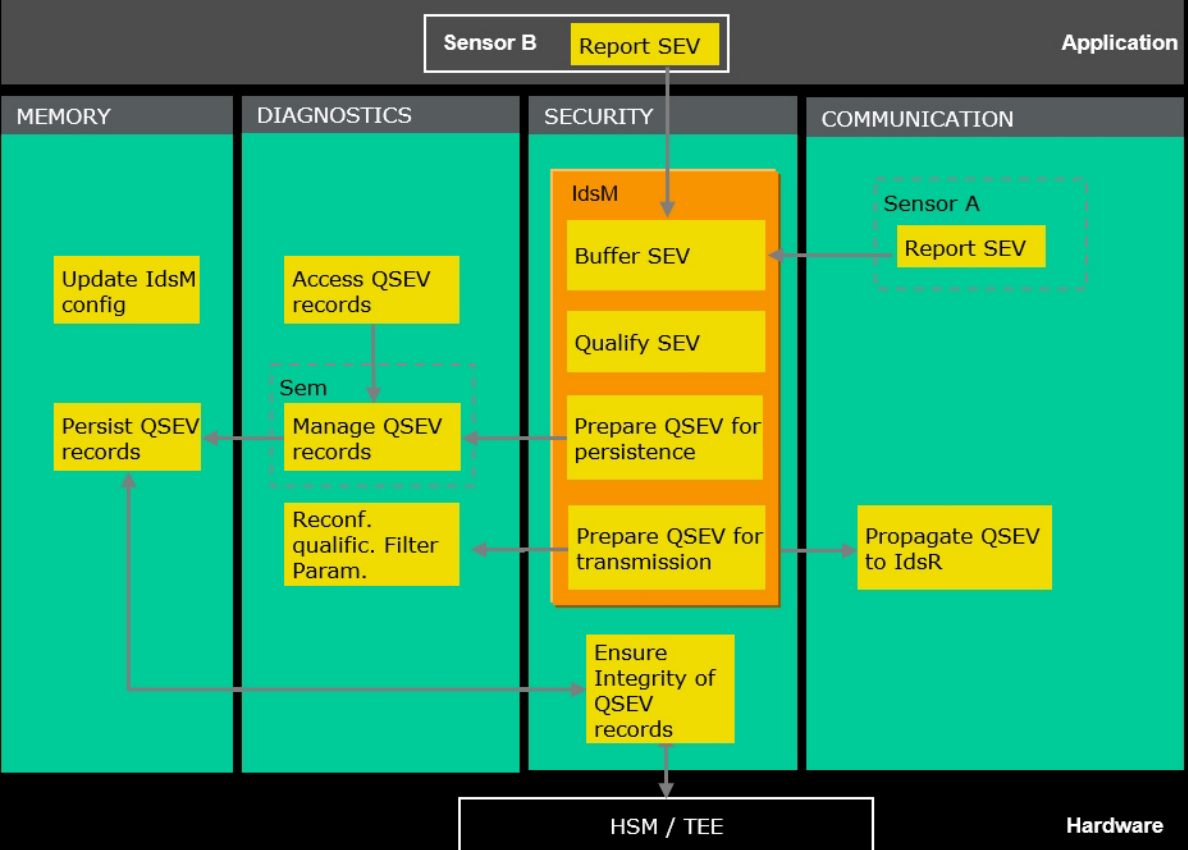 Sensor B
Report SEV
Application
MEMORY
DIAGNOSTICS
SECURITY
COMMUNICATION
IdsM
Sensor A
Buffer SEV
Report SEV
Update IdsM
config
Access QSEV
records
Qualify SEV
Sem
Persist QSEV
records
Manage QSEV
records
Prepare QSEV for
persistence
Reconf.
qualific. Filter
Param.
Prepare QSEV for
transmission
Propagate QSEV
to IdsR
Ensure
Integrity of
QSEV
records
HSM / TEE
Hardware